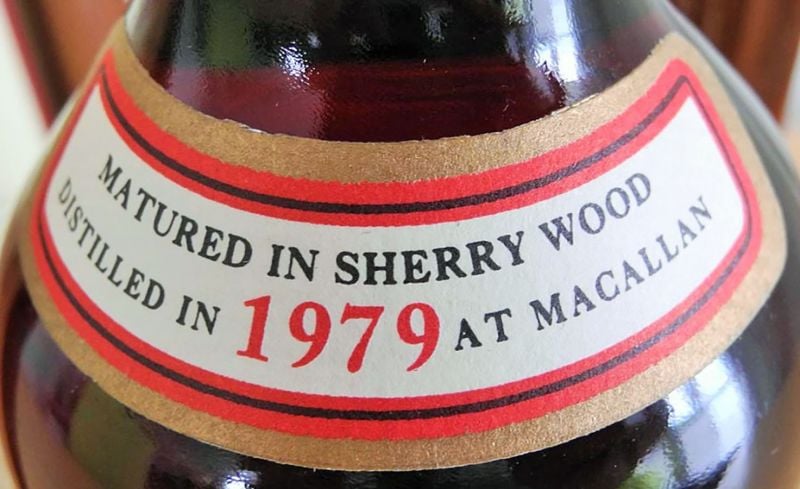 MATURED IN SHERRY WOOD
DISTILLED IN 1979 AT MACALLAN